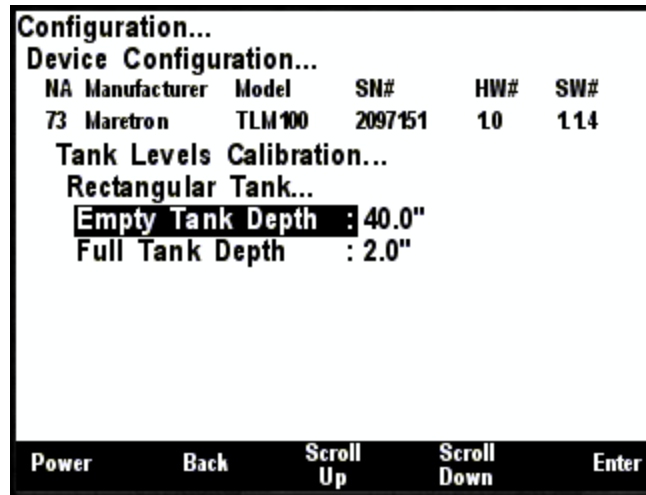 Configuration...
Device Configuration...
NA Manufacturer Model SN# HW# SW#
73 Maretron TLM100 2097151 1.0 1.1.4
Tank Levels Calibration...
Rectangular Tank...
Empty Tank Depth : 40.0"
Full Tank Depth : 2.0"
Power Back Scroll Up Scroll Down Enter